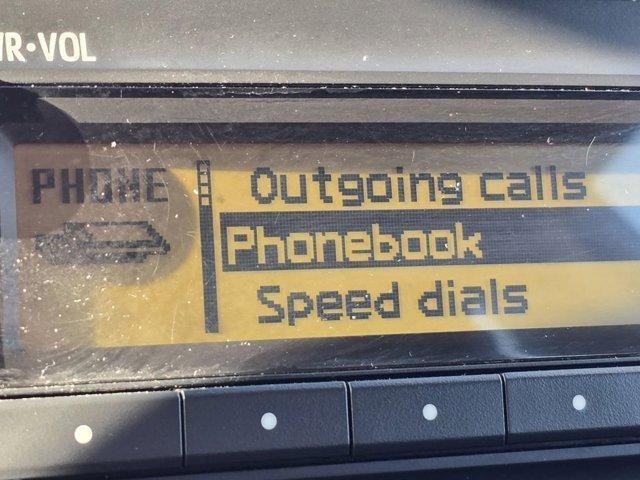 WR•VOL
PHONE
Outgoing calls
Phonebook
Speed dials